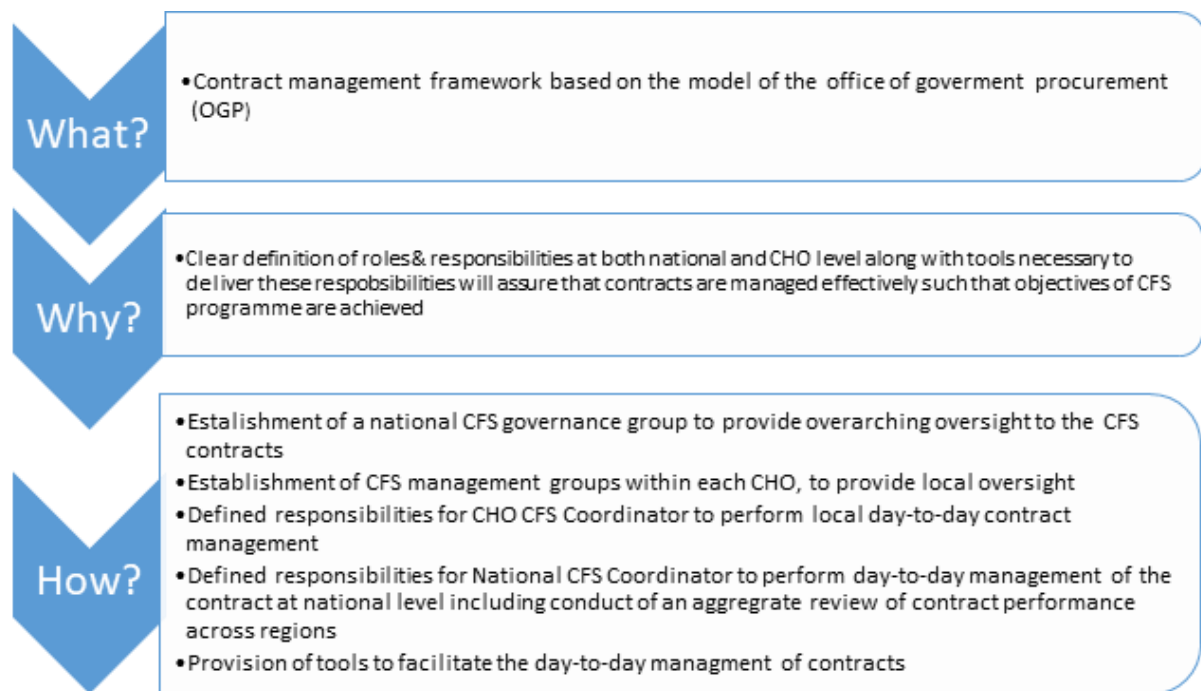 What?
•Contract management framework based on the model of the office of goverment procurement
(OGP)
Why?
•Clear definition of roles& responsibilities at both national and CHO level along with tools necessary to
deliver these respobsibilities will assure that contracts are managed effectively such that objectives of CFS
programme are achieved
How?
•Estalishment of a national CFS governance group to provide overarching oversight to the CFS
contracts
•Establishment of CFS management groups within each CHO, to provide local oversight
•Defined responsibilities for CHO CFS Coordinator to perform local day-to-day contract
management
•Defined responsibilities for National CFS Coordinator to perform day-to-day management of the
contract at national level including conduct of an aggregrate review of contract performance
across regions
•Provision of tools to facilitate the day-to-day managment of contracts